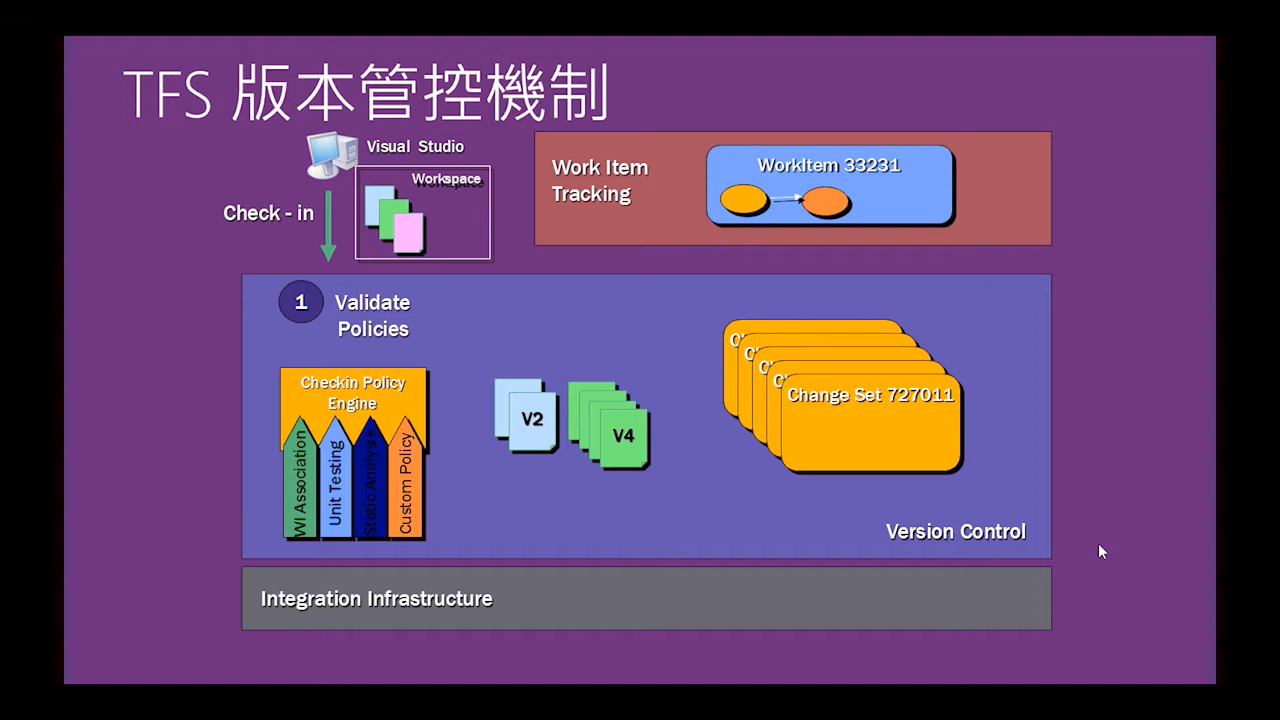 TFS 版本管控機制
Visual Studio
Workspace
Check - in
Work Item
Tracking
WorkItem 33231
1
Validate
Policies
Checkin Policy
Engine
WI Association
Unit Testing
Static Analysis
Custom Policy
V2
V4
Change Set 727011
Version Control
Integration Infrastructure